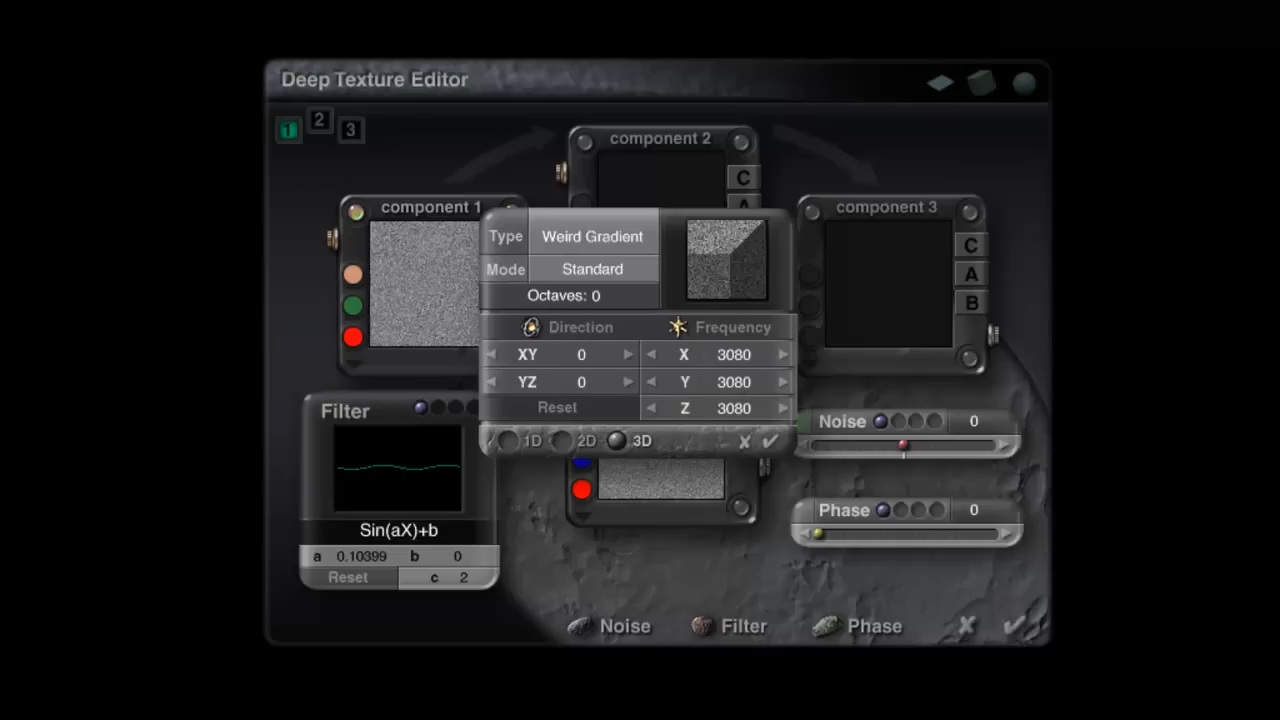 Deep Texture Editor
1 2 3
component 2
C
A
component 1
component 3
C
A
B
Type Weird Gradient
Mode Standard
Octaves: 0
Direction Frequency
XY 0 X 3080
YZ 0 Y 3080
Reset Z 3080
1D 2D 3D
Filter
Sin(aX)+b
a 0.10399 b 0
Reset c 2
Noise 0
Phase 0
Noise Filter Phase